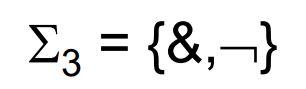 Σ₃ = {&,¬}